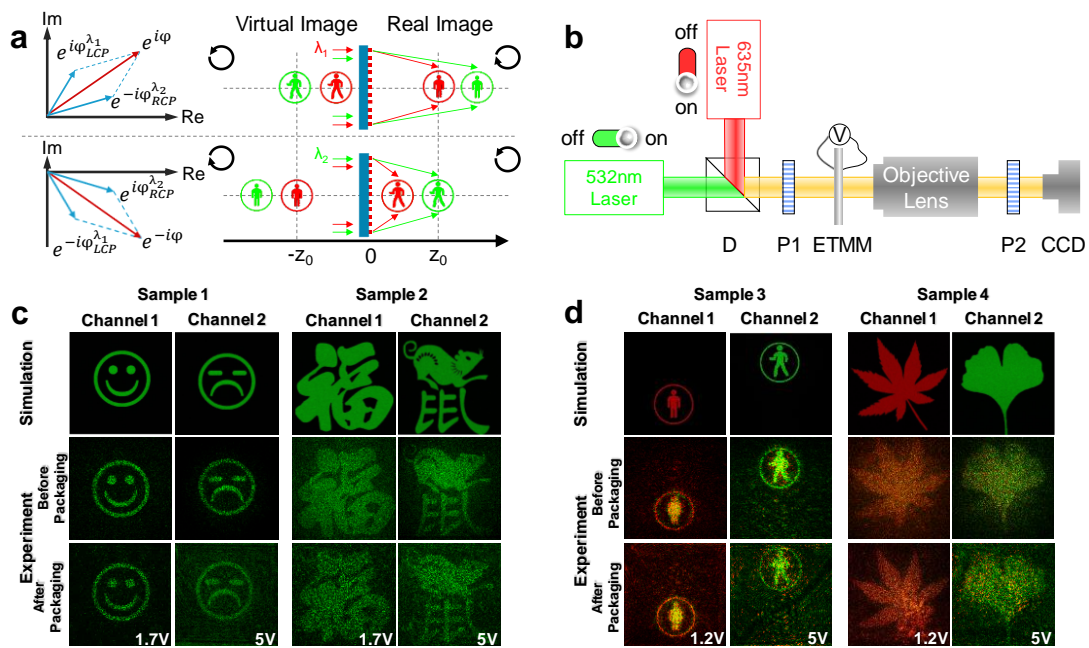 a
Im
e^{iφ_{LCP}^{λ_1}}
e^{iφ}
e^{-iφ_{RCP}^{λ_2}}
Re
Virtual Image
Real Image
λ_1
Im
e^{iφ_{RCP}^{λ_2}}
e^{-iφ_{LCP}^{λ_1}}
e^{-iφ}
Re
λ_2
-z_0
0
z_0
b
off
on
635nm
Laser
off
on
532nm
Laser
V
Objective
Lens
D
P1
ETMM
P2
CCD
c
Sample 1
Sample 2
Channel 1
Channel 2
Channel 1
Channel 2
Simulation
Experiment
Before
Packaging
After
Packaging
福
鼠
1.7V
5V
1.7V
5V
d
Sample 3
Sample 4
Channel 1
Channel 2
Channel 1
Channel 2
Simulation
Experiment
Before
Packaging
After
Packaging
1.2V
5V
1.2V
5V